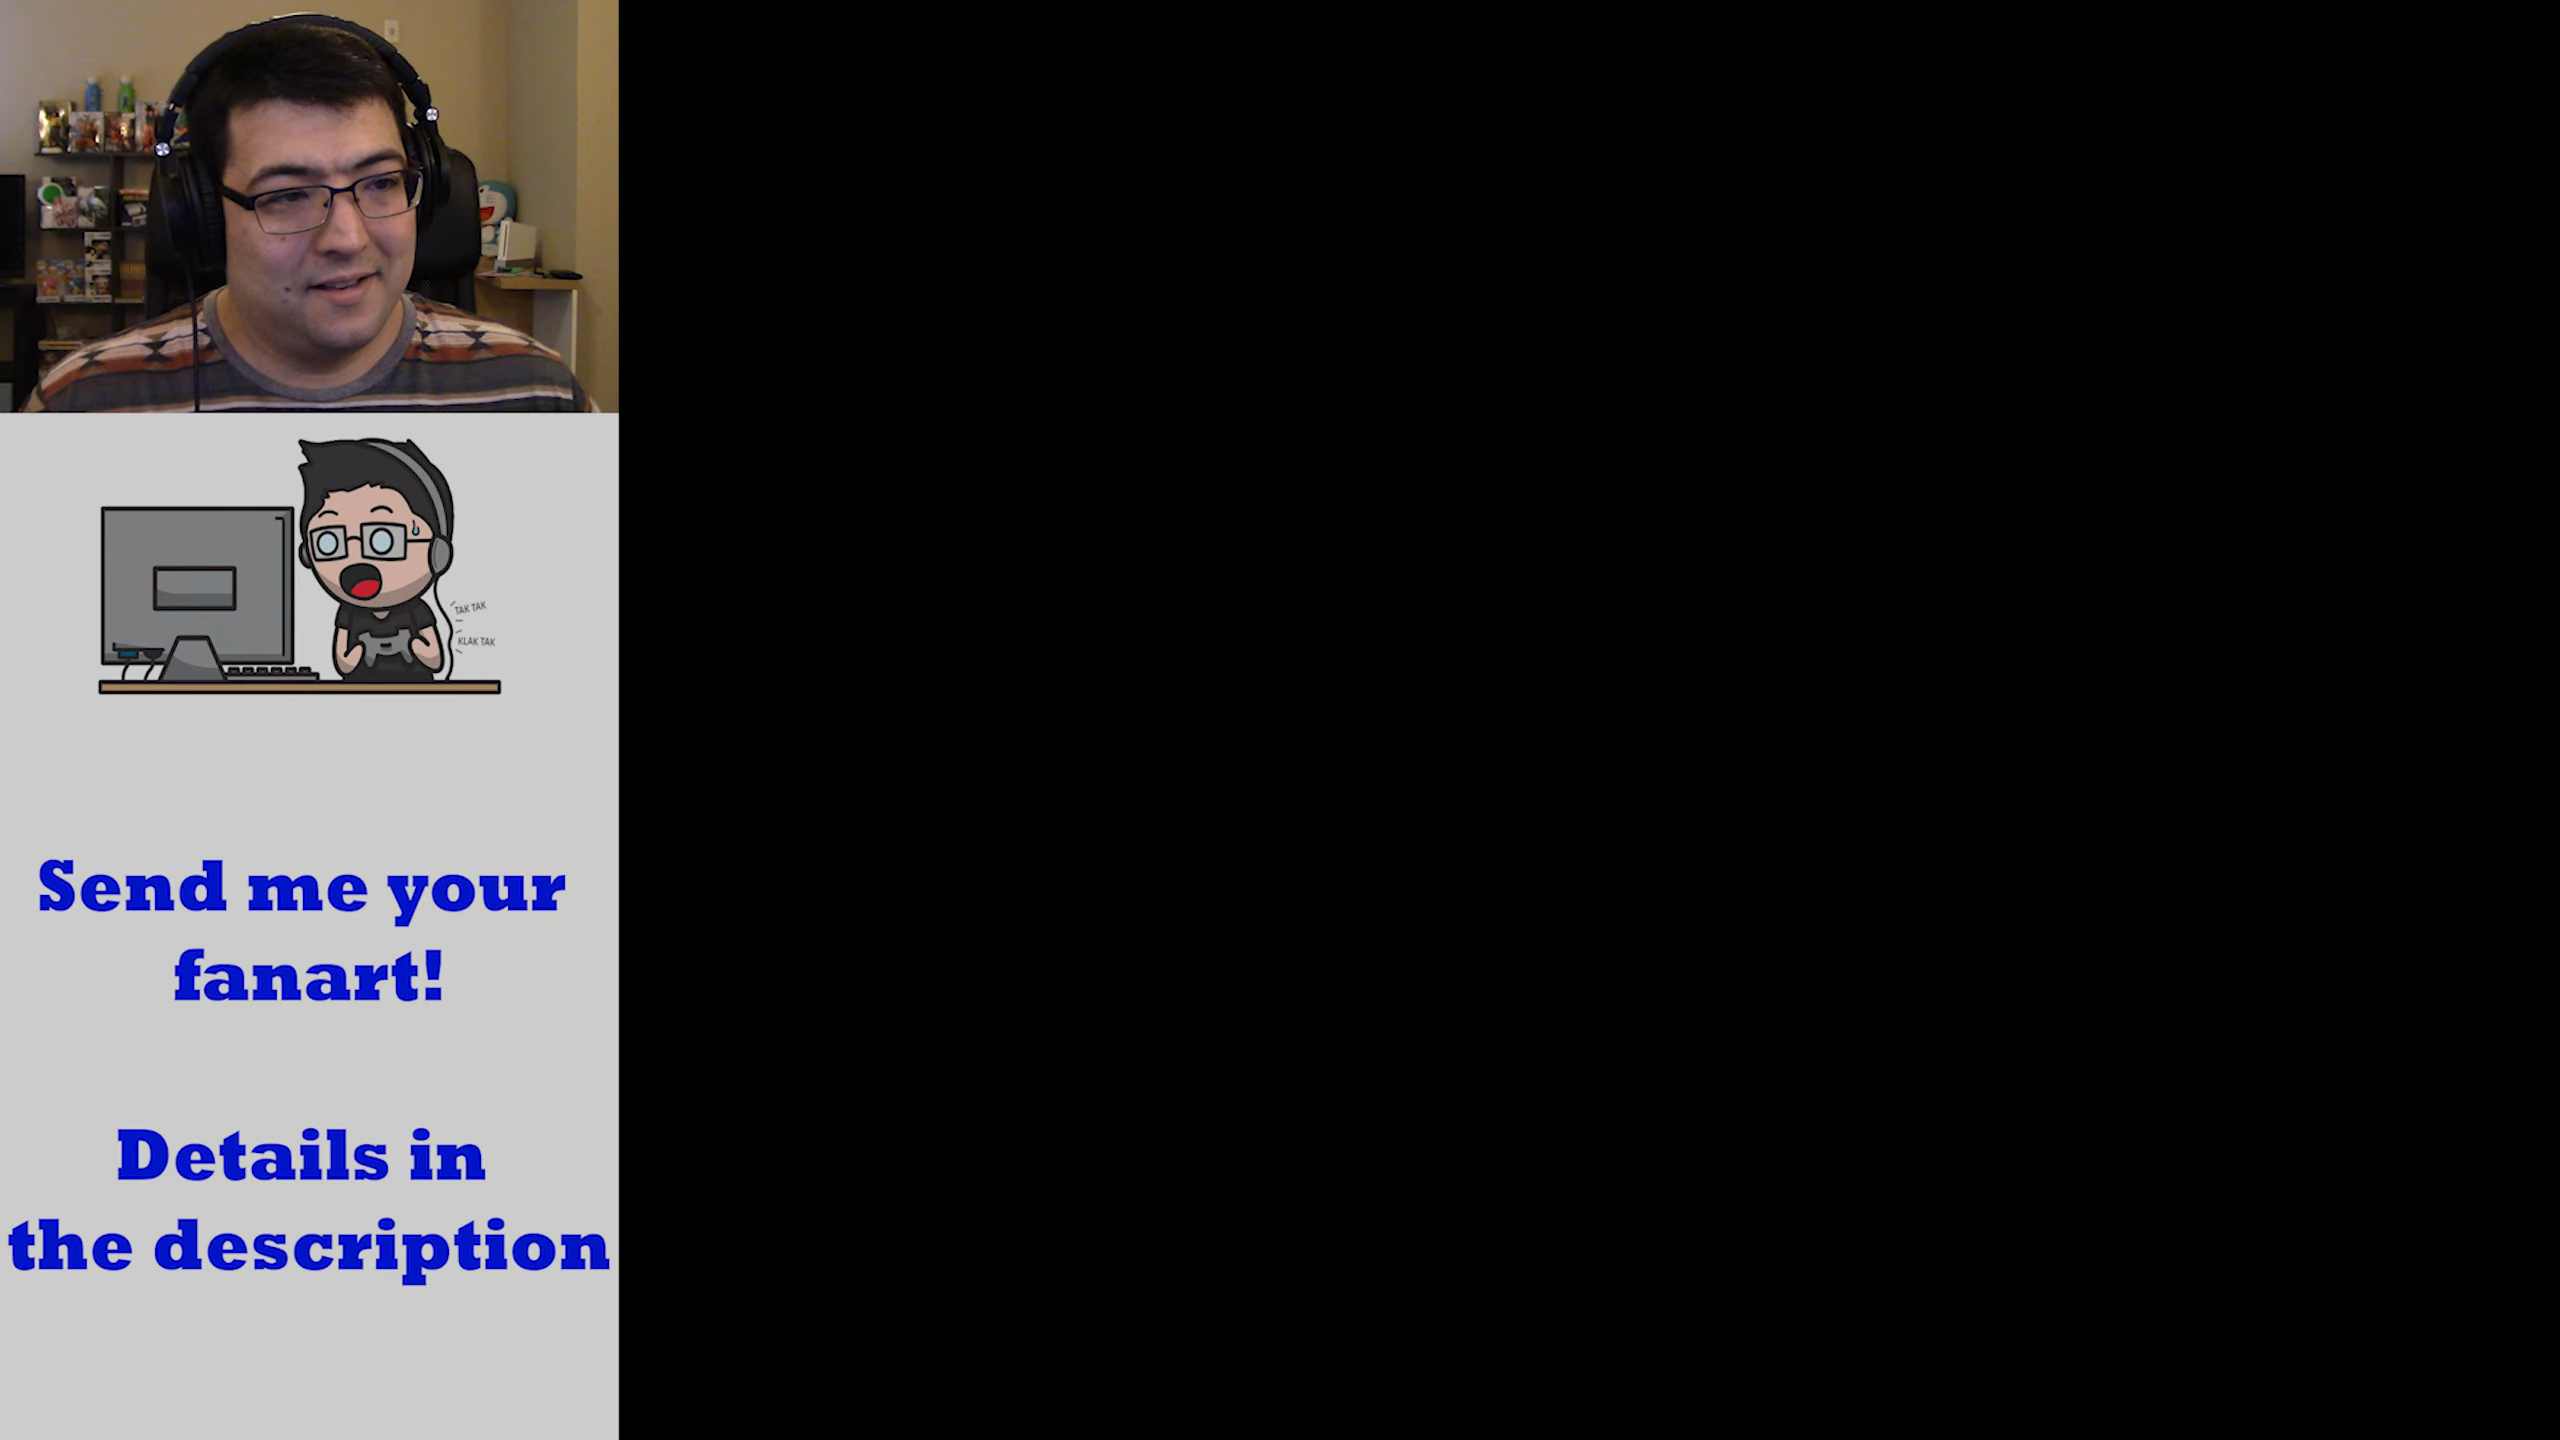 TAK TAK
KLAK TAK
Send me your
fanart!
Details in
the description